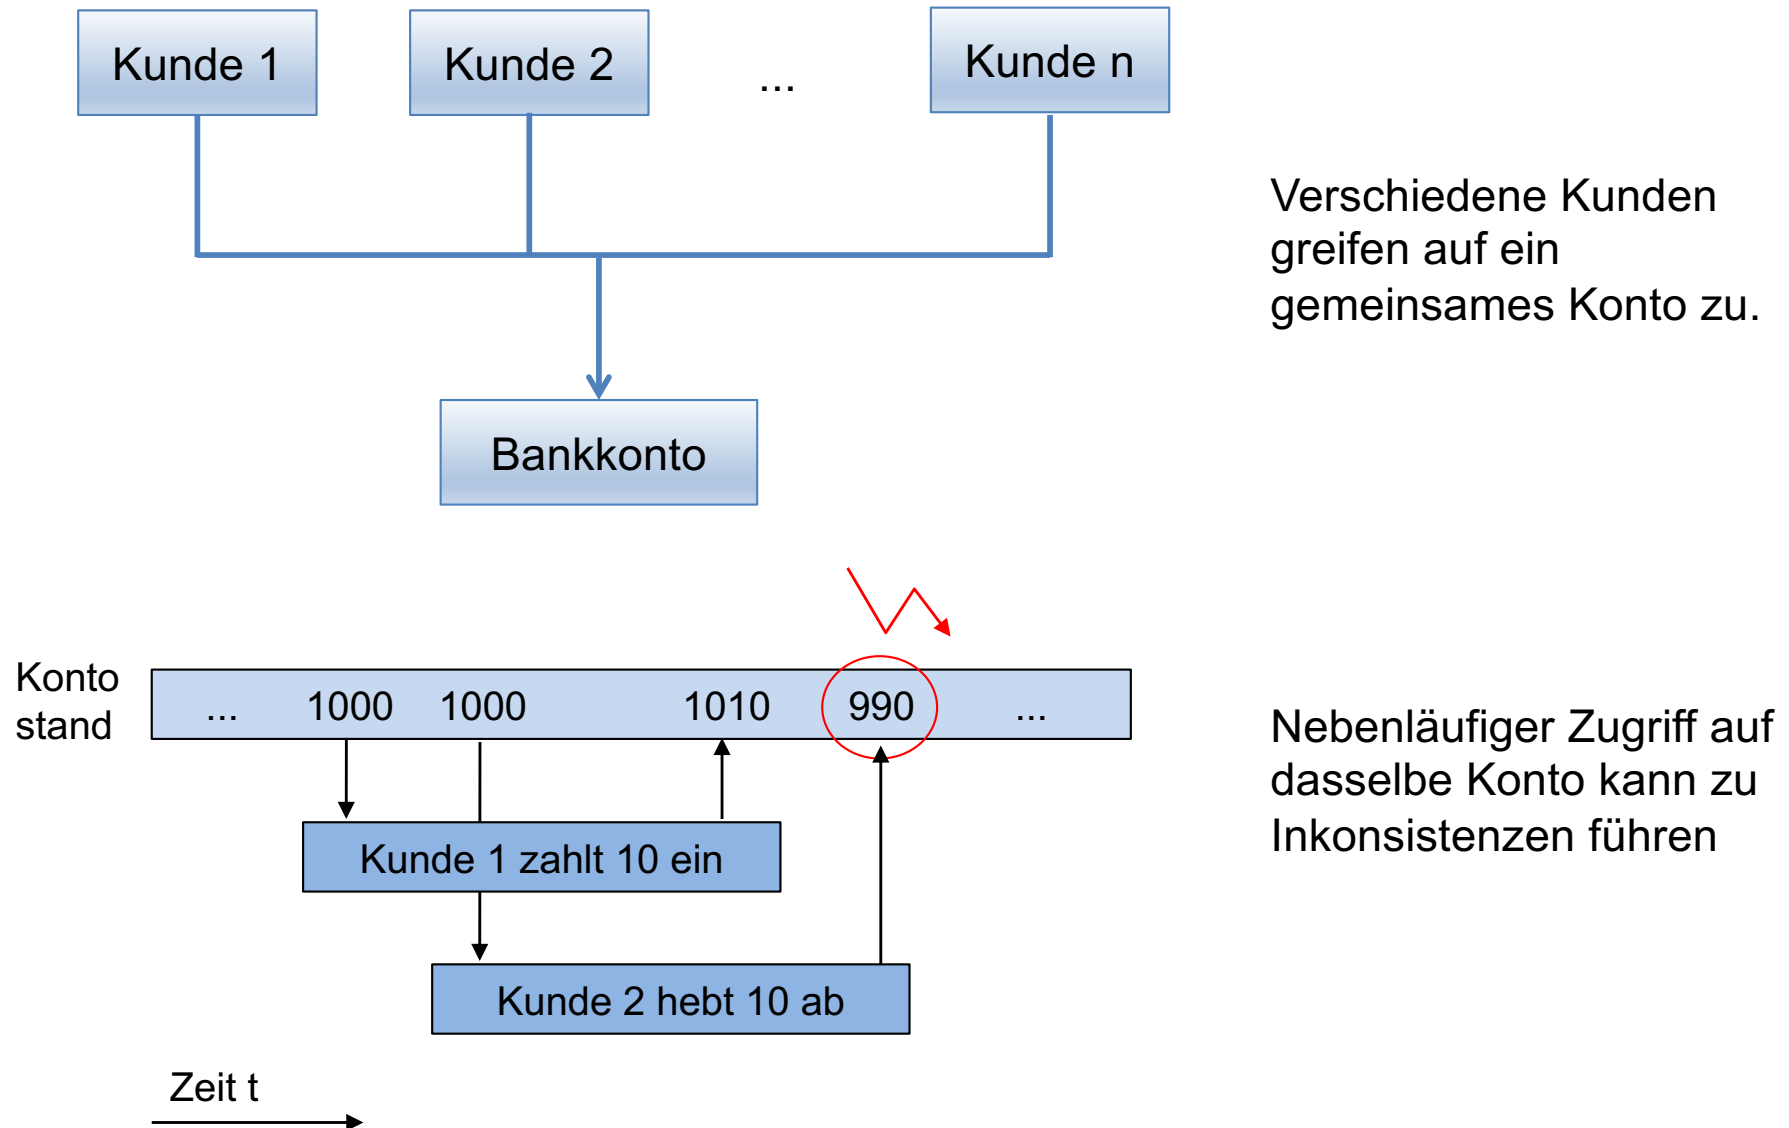 Kunde 1
Kunde 2
...
Kunde n
Verschiedene Kunden
greifen auf ein
gemeinsames Konto zu.
Bankkonto
Konto
stand
... 1000 1000 1010 990 ...
Nebenläufiger Zugriff auf
dasselbe Konto kann zu
Inkonsistenzen führen
Kunde 1 zahlt 10 ein
Kunde 2 hebt 10 ab
Zeit t